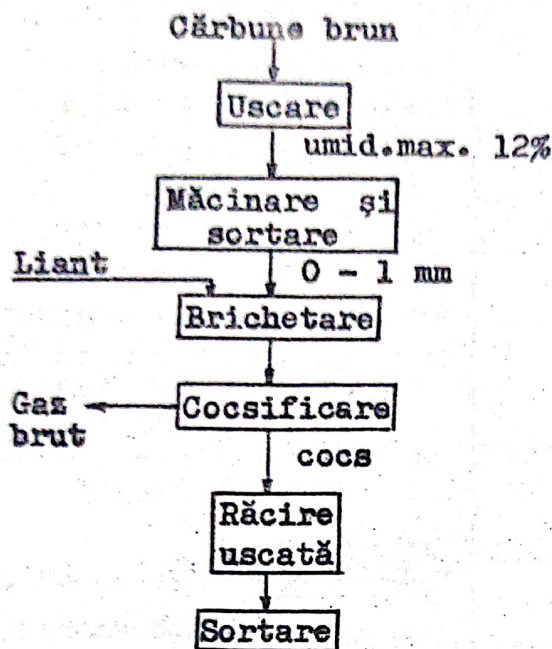 Cărbune brun
Uscare
umid.max. 12%
Măcinare și
sortare
Liant
0 - 1 mm
Brichetare
Gaz
brut
Cocsificare
cocs
Răcire
uscată
Sortare